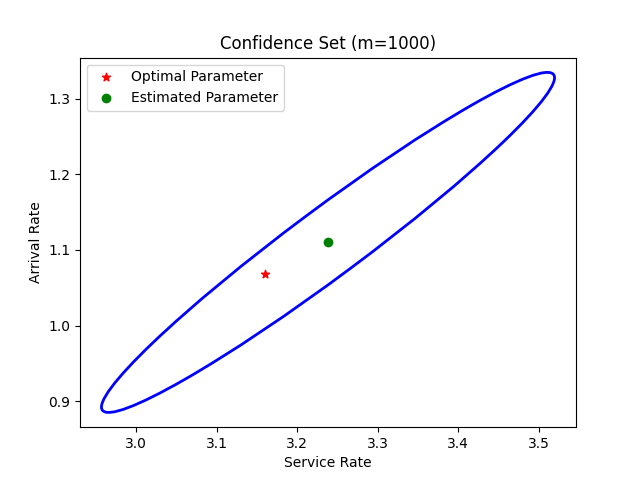 Confidence Set (m=1000)
Optimal Parameter
Estimated Parameter
1.3
1.2
1.1
1.0
0.9
Arrival Rate
3.0 3.1 3.2 3.3 3.4 3.5
Service Rate